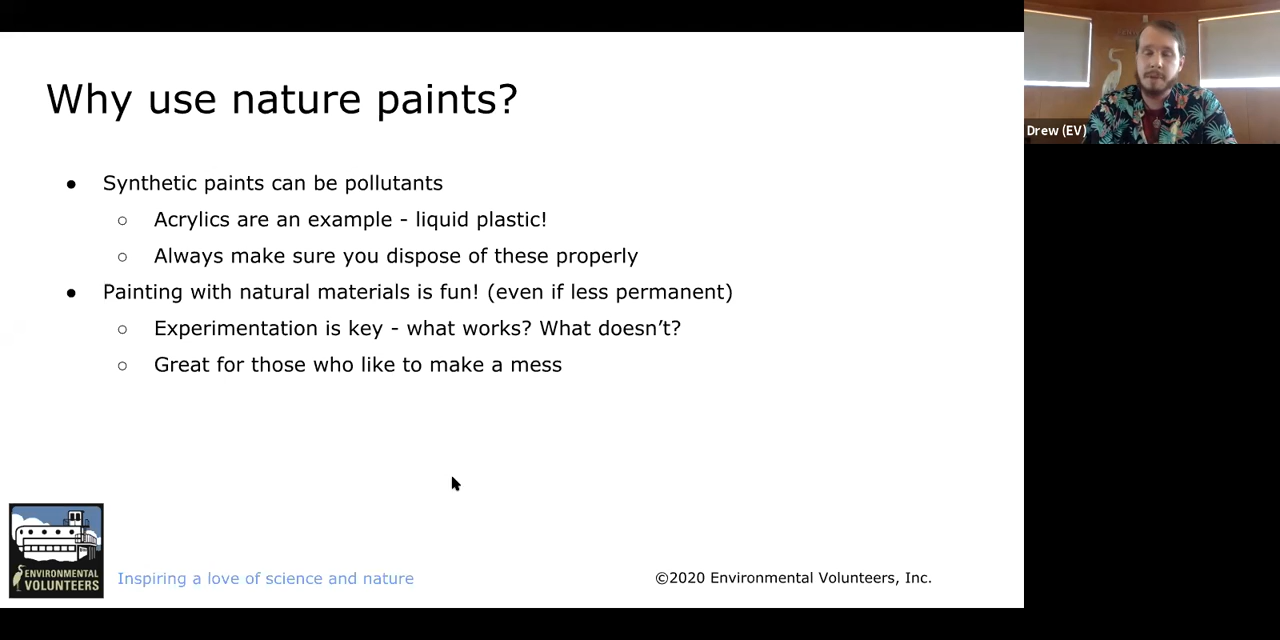 Why use nature paints?
● Synthetic paints can be pollutants
○ Acrylics are an example - liquid plastic!
○ Always make sure you dispose of these properly
● Painting with natural materials is fun! (even if less permanent)
○ Experimentation is key - what works? What doesn’t?
○ Great for those who like to make a mess
ENVIRONMENTAL
VOLUNTEERS
Inspiring a love of science and nature
©2020 Environmental Volunteers, Inc.
Drew (EV)